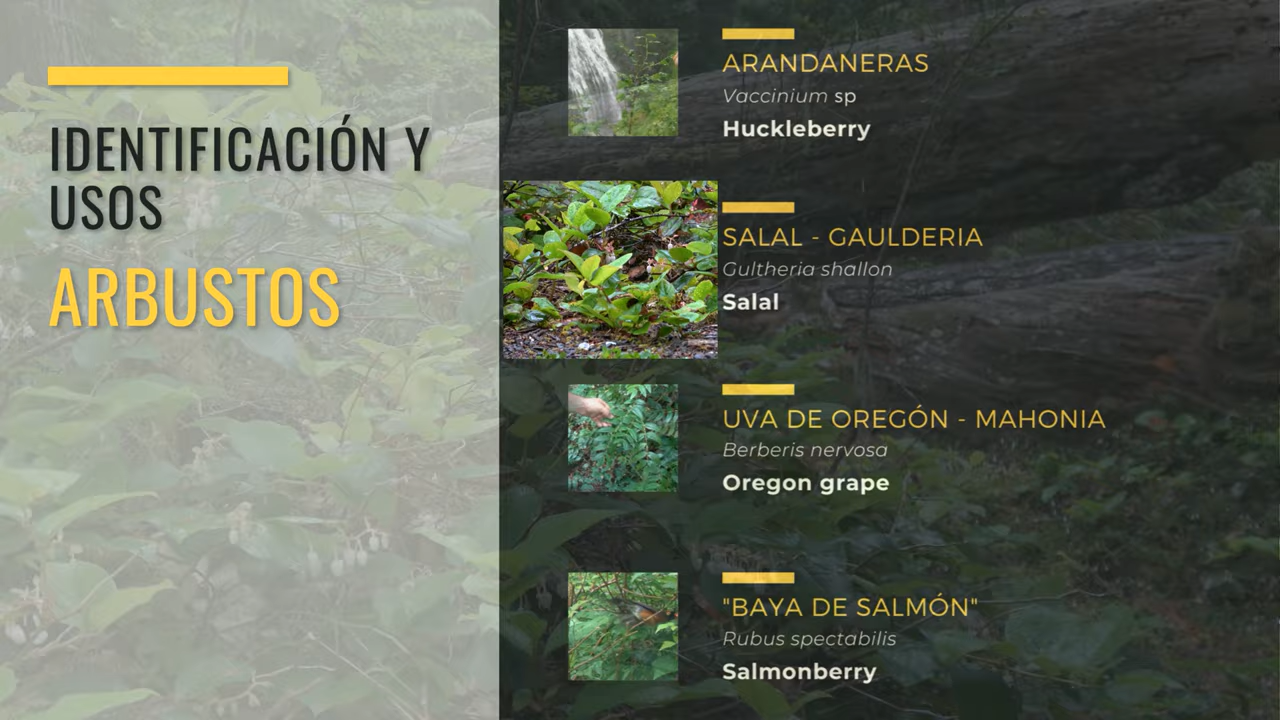 IDENTIFICACIÓN Y
USOS
ARBUSTOS
ARANDANERAS
Vaccinium sp
Huckleberry
SALAL - GAULDERIA
Gultheria shallon
Salal
UVA DE OREGÓN - MAHONIA
Berberis nervosa
Oregon grape
"BAYA DE SALMÓN"
Rubus spectabilis
Salmonberry